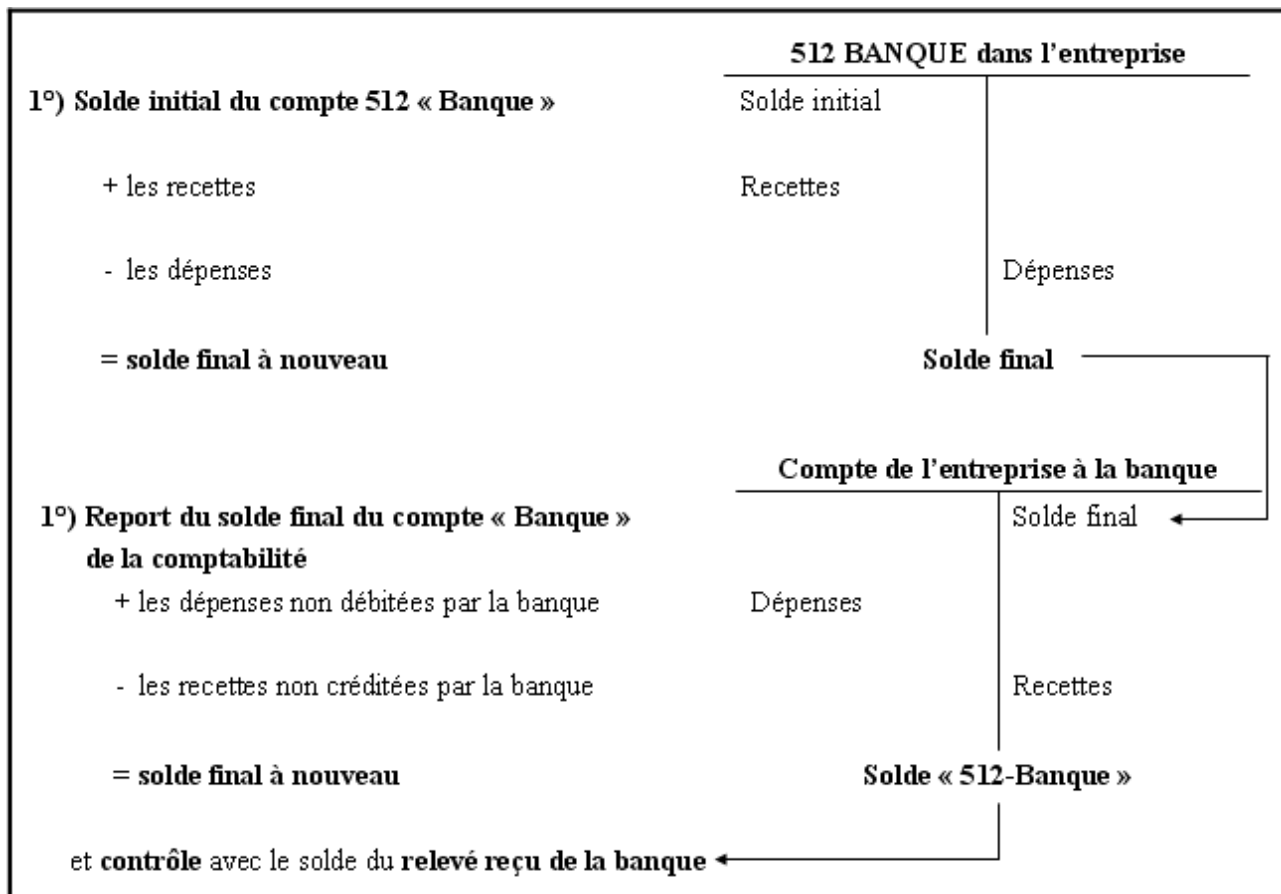 512 BANQUE dans l'entreprise
1°) Solde initial du compte 512 « Banque » Solde initial
+ les recettes Recettes
- les dépenses Dépenses
= solde final à nouveau Solde final
Compte de l'entreprise à la banque
1°) Report du solde final du compte « Banque » Solde final
de la comptabilité
+ les dépenses non débitées par la banque Dépenses
- les recettes non créditées par la banque Recettes
= solde final à nouveau Solde « 512-Banque »
et contrôle avec le solde du relevé reçu de la banque